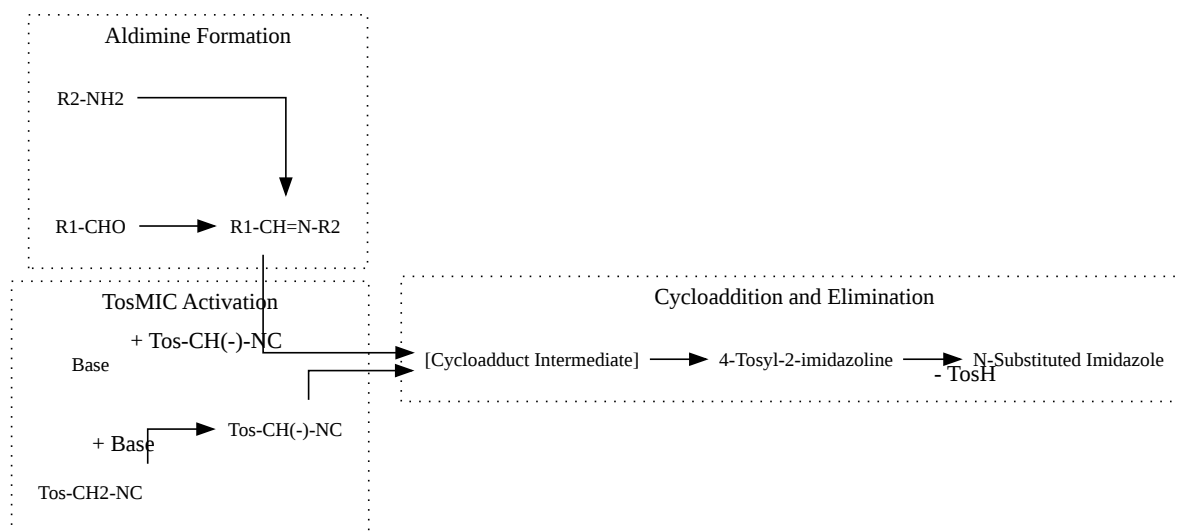 Aldimine Formation
R2-NH2
R1-CHO
R1-CH=N-R2
TosMIC Activation
+ Tos-CH(-)-NC
Base
+ Base
Tos-CH(-)-NC
Tos-CH2-NC
Cycloaddition and Elimination
[Cycloadduct Intermediate]
4-Tosyl-2-imidazoline
- TosH
N-Substituted Imidazole